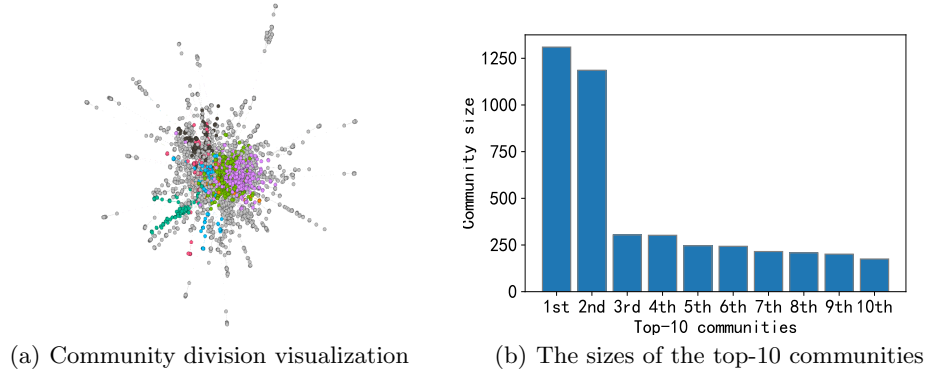 1250
1000
750
500
250
0
Community size
1st 2nd 3rd 4th 5th 6th 7th 8th 9th 10th
Top-10 communities
(a) Community division visualization
(b) The sizes of the top-10 communities